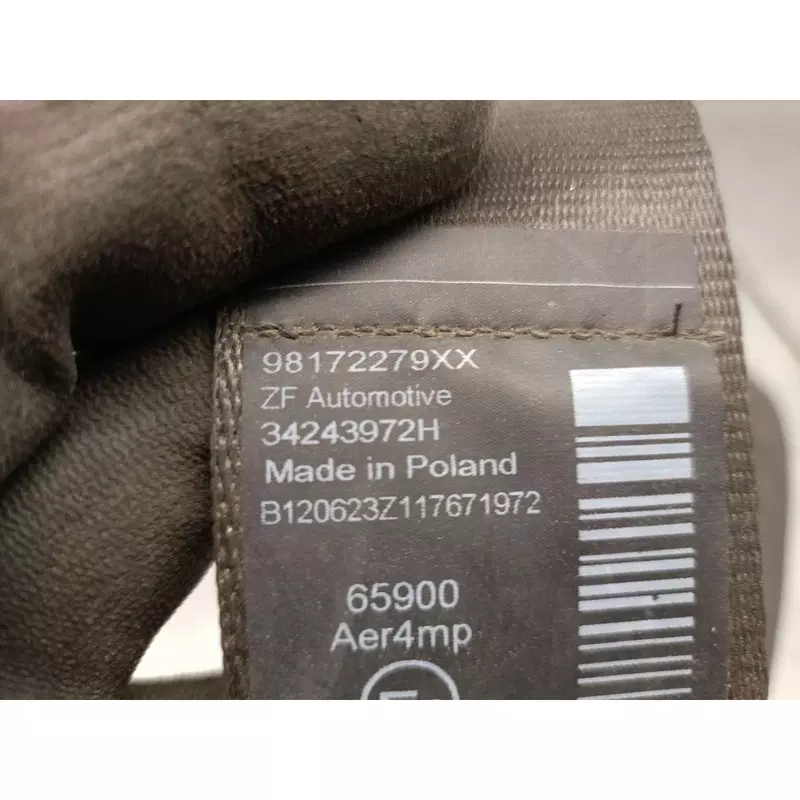 98172279XX
ZF Automotive
34243972H
Made in Poland
B120623Z117671972
65900
Aer4mp